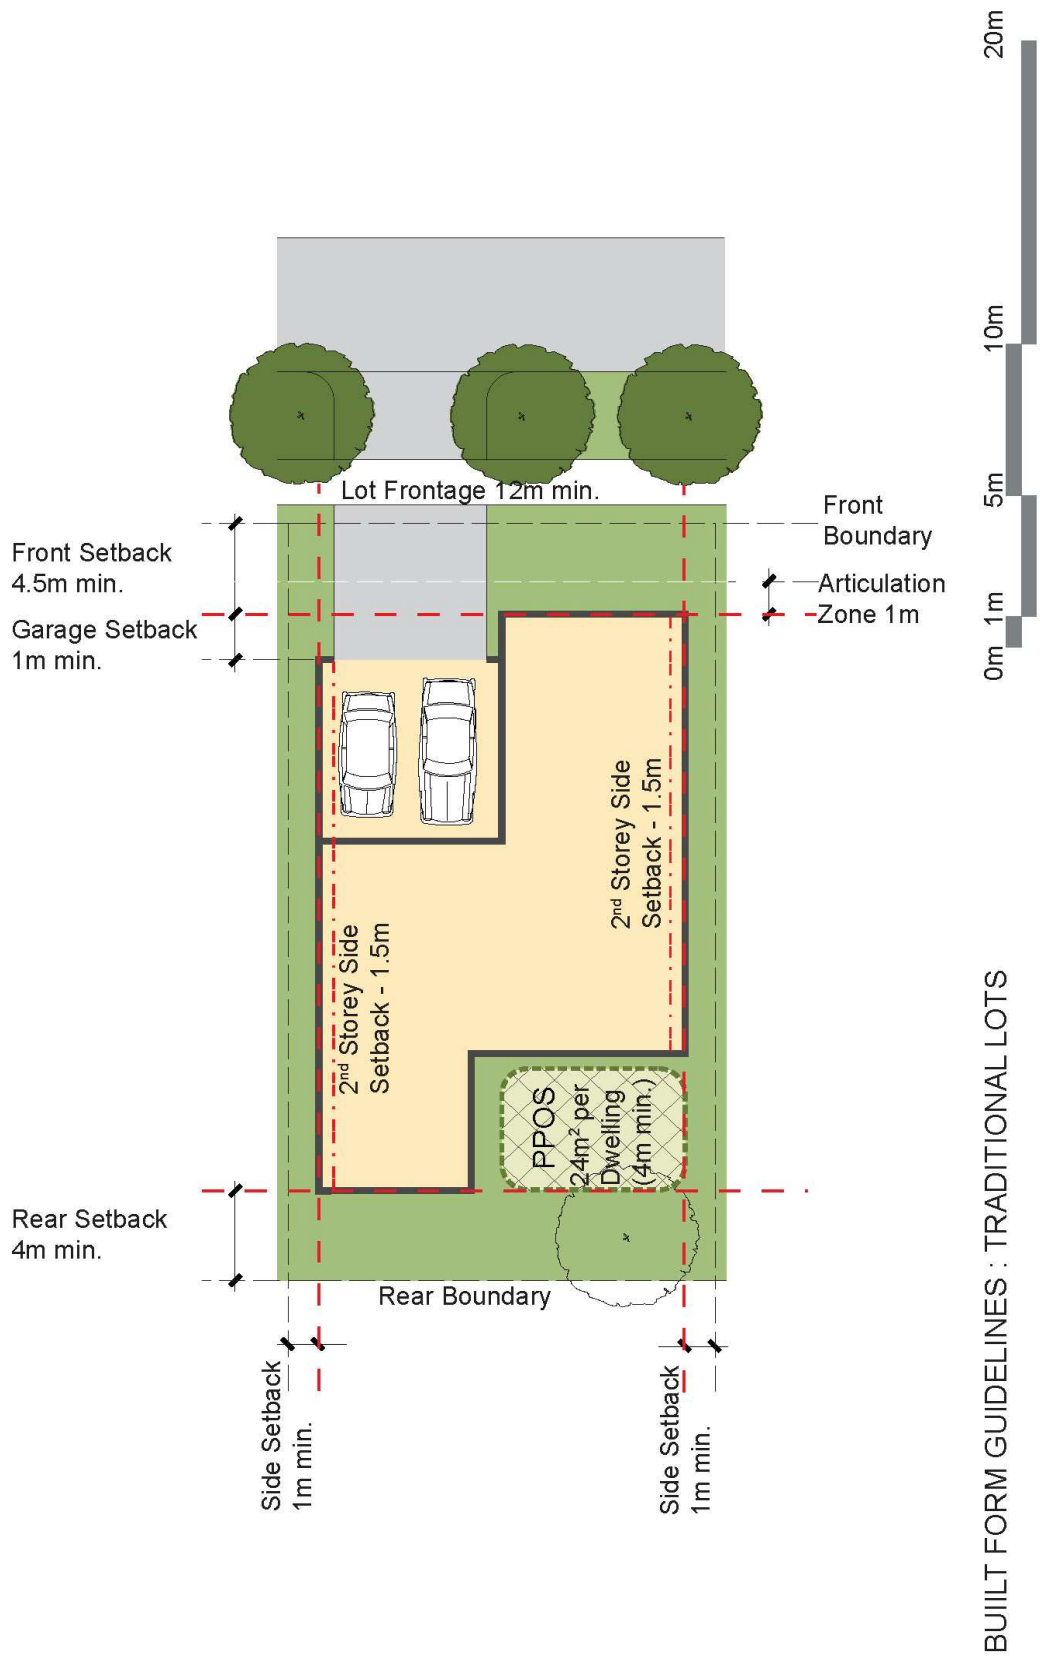 20m
10m
5m
1m
0m
Lot Frontage 12m min.
Front
Boundary
Front Setback
4.5m min.
Articulation
Zone 1m
Garage Setback
1m min.
2nd Storey Side
Setback - 1.5m
2nd Storey Side
Setback - 1.5m
PPOS
24m² per
Dwelling
(4m min.)
Rear Setback
4m min.
Rear Boundary
Side Setback
1m min.
Side Setback
1m min.
BUIILT FORM GUIDELINES : TRADITIONAL LOTS